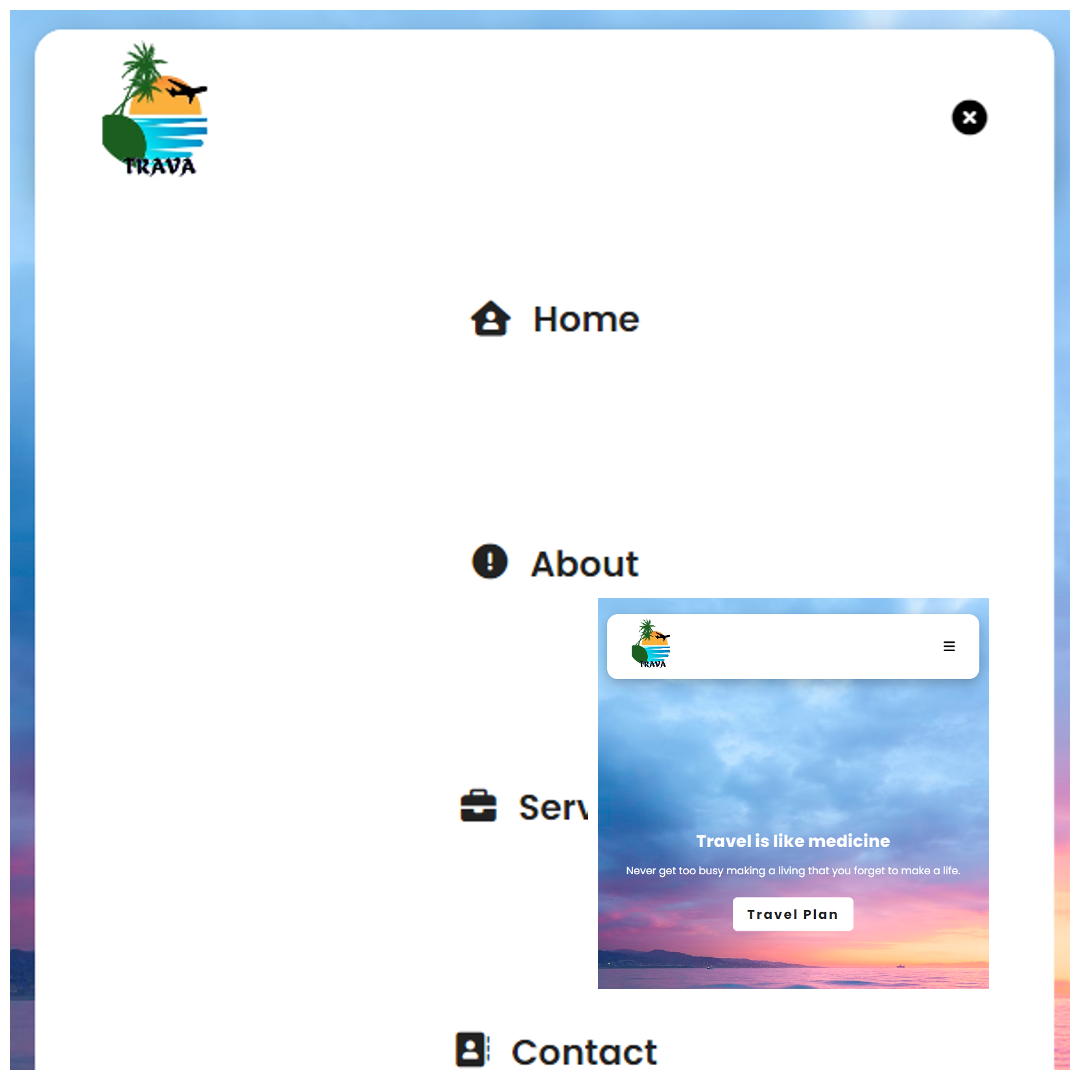 TRAVA
Home
About
TRAVA
Travel is like medicine
Never get too busy making a living that you forget to make a life.
Travel Plan
Serv
Contact